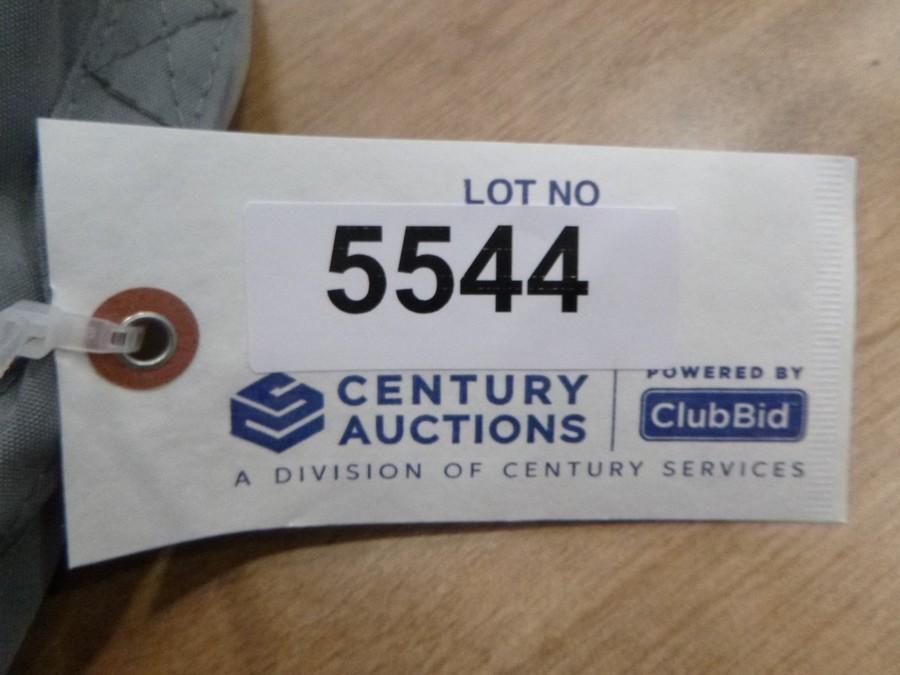 LOT NO
5544
CENTURY
AUCTIONS
POWERED BY
ClubBid
A DIVISION OF CENTURY SERVICES